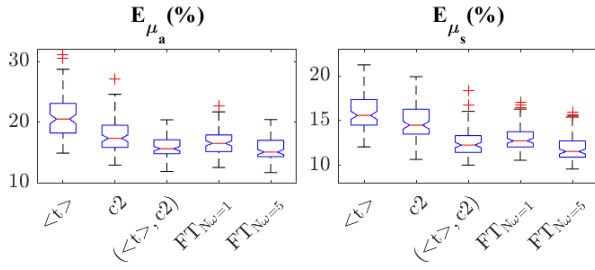 E_μa (%)
30
20
10
<t>
c2
(<t>, c2)
FT_Nω=1
FT_Nω=5
E_μs (%)
20
15
10
<t>
c2
(<t>, c2)
FT_Nω=1
FT_Nω=5